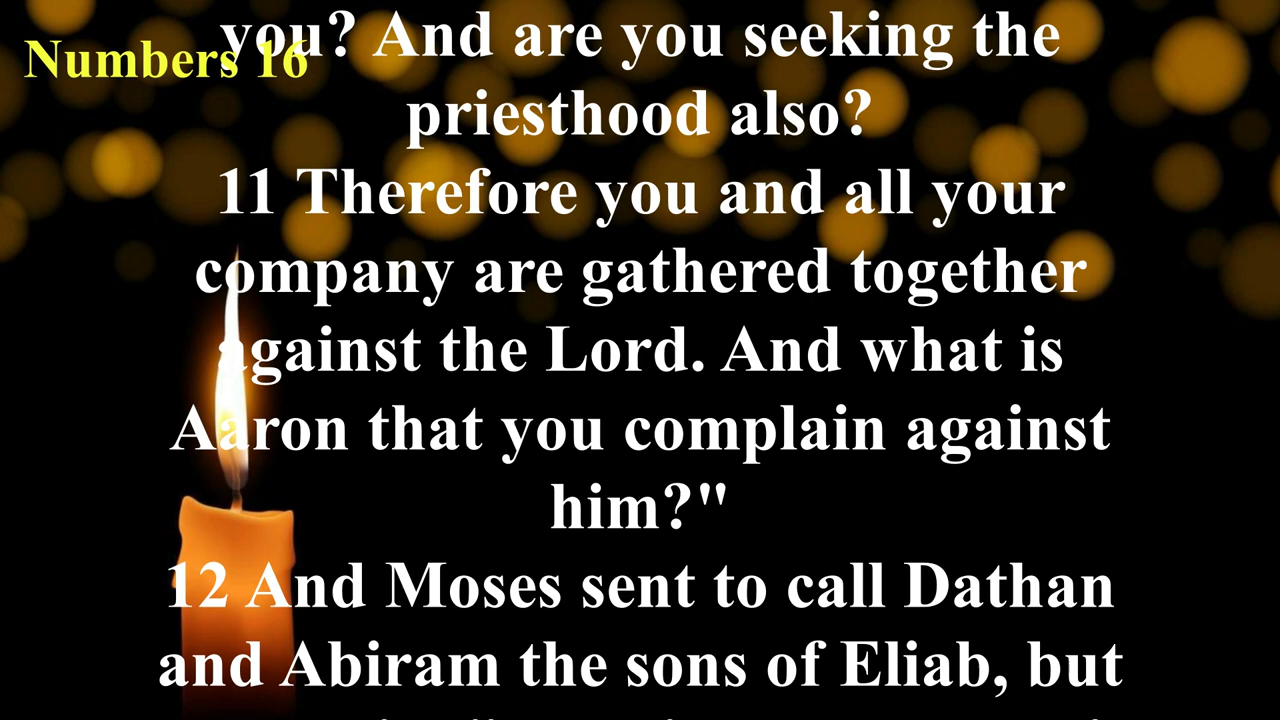 Numbers 16
you? And are you seeking the
priesthood also?
11 Therefore you and all your
company are gathered together
against the Lord. And what is
Aaron that you complain against
him?"
12 And Moses sent to call Dathan
and Abiram the sons of Eliab, but